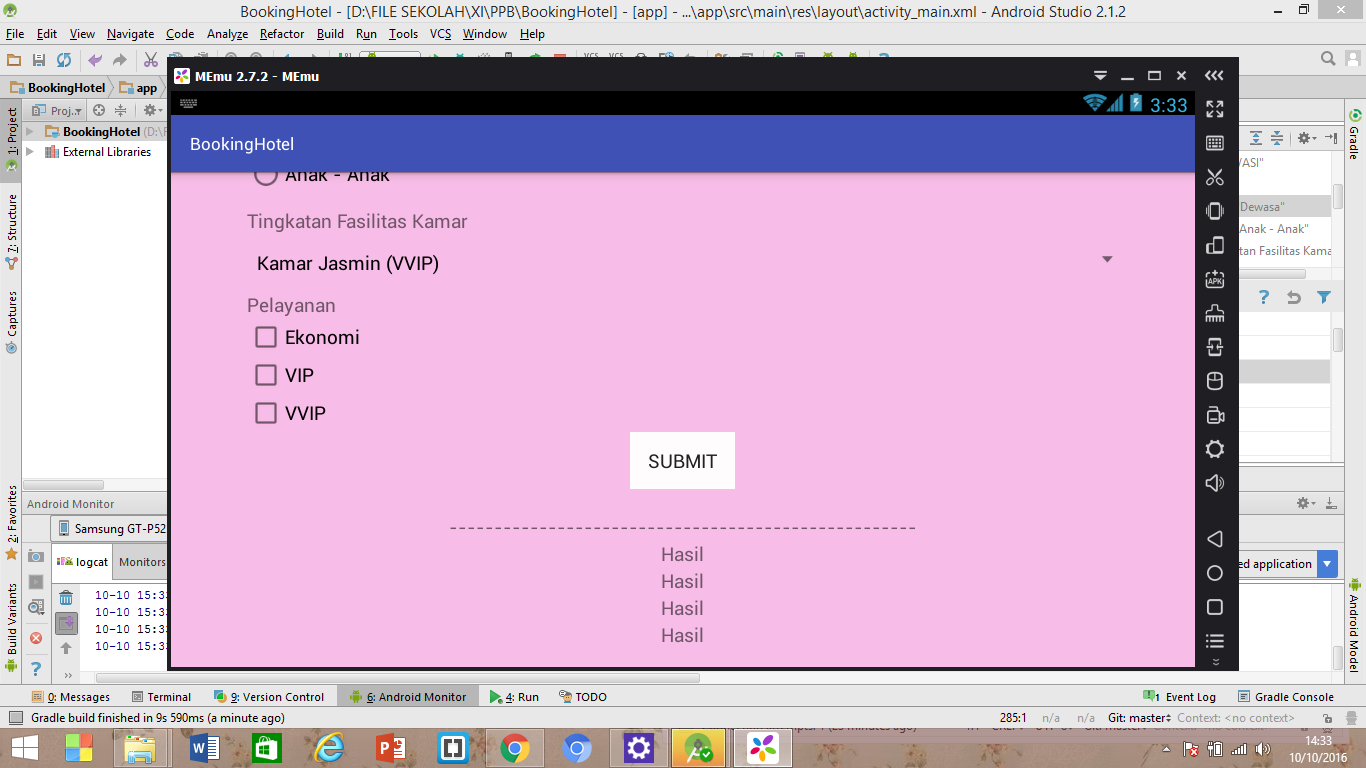 BookingHotel - [D:\FILE SEKOLAH\XI\PPB\BookingHotel] - [app] - ...\app\src\main\res\layout\activity_main.xml - Android Studio 2.1.2
File Edit View Navigate Code Analyze Refactor Build Run Tools VCS Window Help
MEmu 2.7.2 - MEmu
BookingHotel app
3:33
1: Project
Proj..
BookingHotel
BookingHotel (D:\F
External Libraries
Gradle
/ASI"
Anak - Anak
Dewasa"
Anak - Anak"
tan Fasilitas Kama
Tingkatan Fasilitas Kamar
Kamar Jasmin (VVIP)
7: Structure
Pelayanan
Ekonomi
VIP
VVIP
Captures
APK
SUBMIT
2: Favorites
Android Monitor
Samsung GT-P52
--------------------------------------------------
Hasil
Hasil
Hasil
Hasil
logcat Monitors
ed application
10-10 15:33
10-10 15:33
10-10 15:33
10-10 15:33
Build Variants
Android Model
0: Messages Terminal 9: Version Control 6: Android Monitor 4: Run TODO 1 Event Log Gradle Console
Gradle build finished in 9s 590ms (a minute ago) 285:1 n/a n/a Git: master Context: <no context>
14:33
10/10/2016